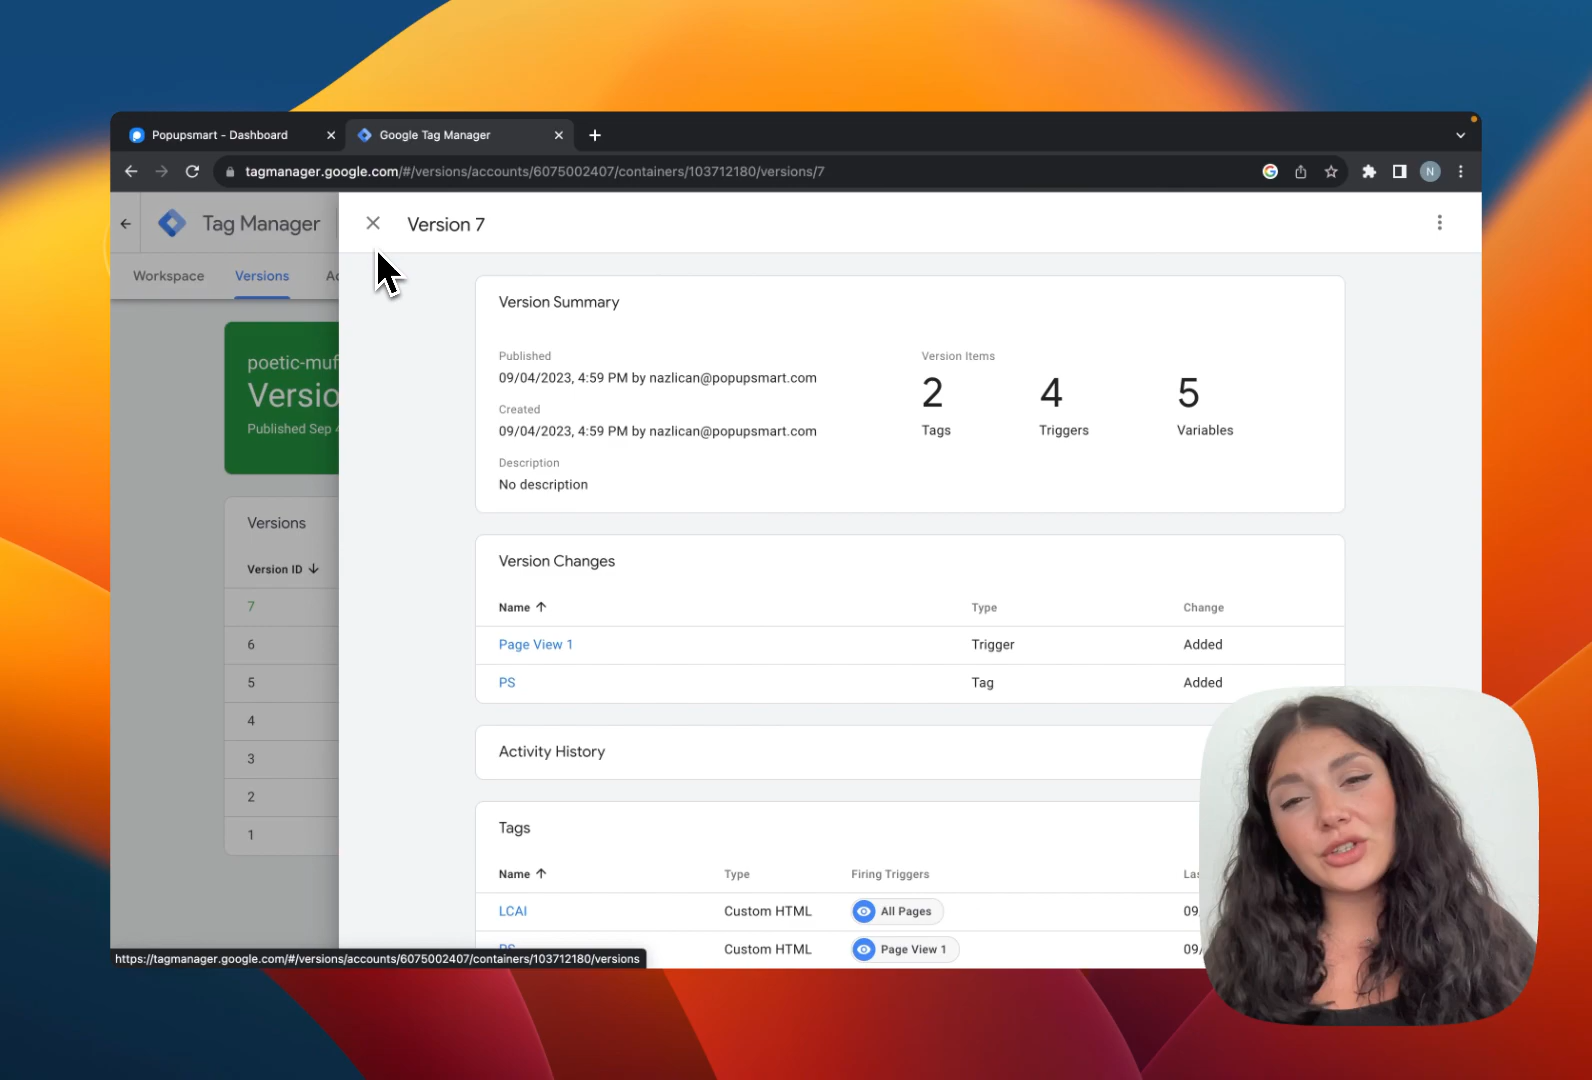 Popupsmart - Dashboard
Google Tag Manager
tagmanager.google.com/#/versions/accounts/6075002407/containers/103712180/versions/7
N
Tag Manager
Version 7
Workspace
Versions
poetic-muf
Versio
Published Sep 4
Versions
Version ID
7
6
5
4
3
2
1
Version Summary
Published
09/04/2023, 4:59 PM by nazlican@popupsmart.com
Created
09/04/2023, 4:59 PM by nazlican@popupsmart.com
Description
No description
Version Items
2 4 5
Tags Triggers Variables
Version Changes
Name Type Change
Page View 1 Trigger Added
PS Tag Added
Activity History
Tags
Name Type Firing Triggers Las
LCAI Custom HTML All Pages 09
PS Custom HTML Page View 1 09/
https://tagmanager.google.com/#/versions/accounts/6075002407/containers/103712180/versions